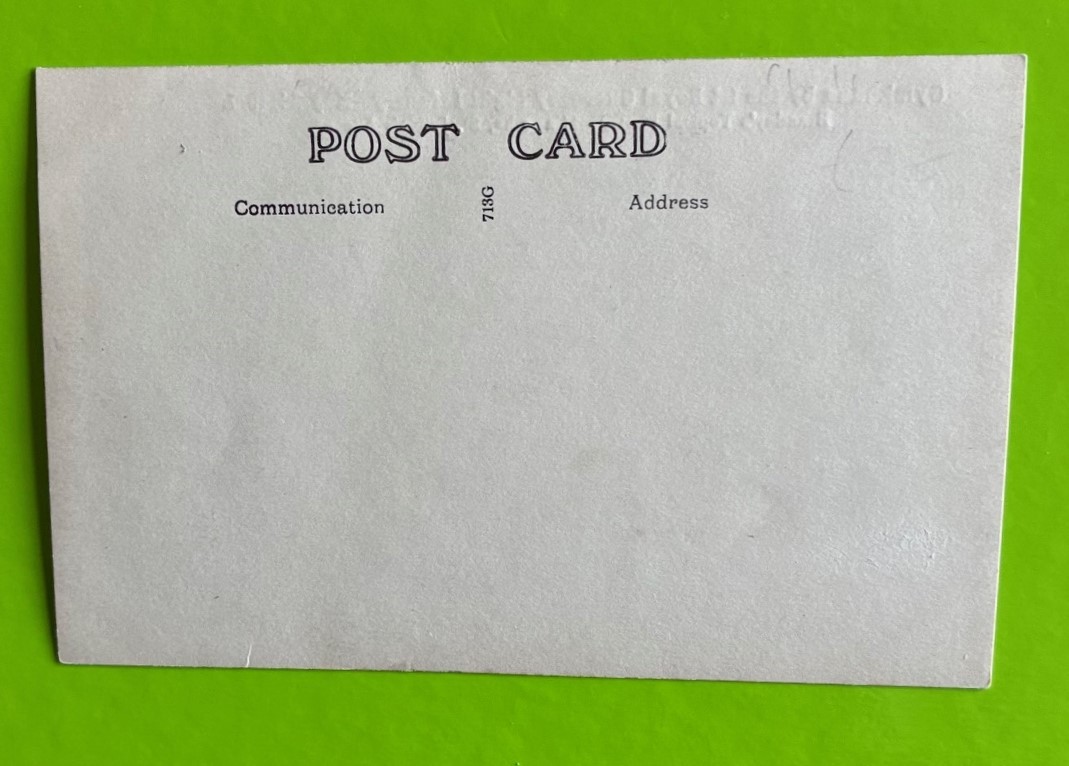 POST CARD
Communication
713G
Address